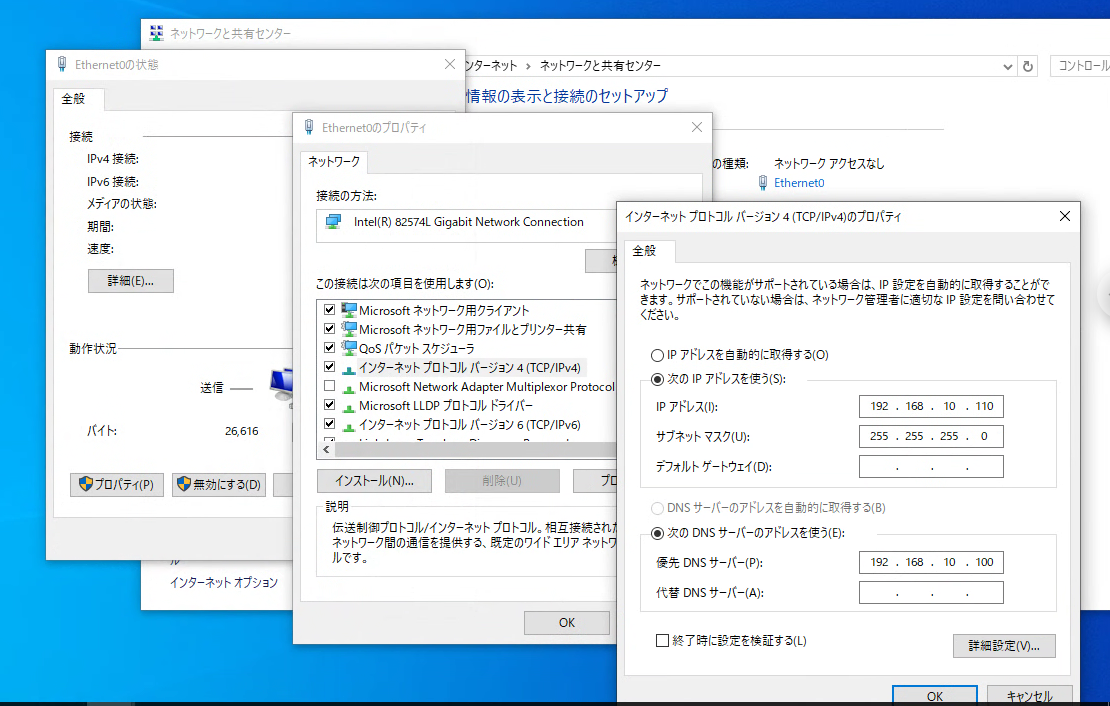 ネットワークと共有センター
ンターネット › ネットワークと共有センター
コントロール
情報の表示と接続のセットアップ
の種類:
ネットワーク アクセスなし
Ethernet0
インターネット オプション
Ethernet0の状態
全般
接続
IPv4 接続:
IPv6 接続:
メディアの状態:
期間:
速度:
詳細(E)...
動作状況
送信
バイト:
26,616
プロパティ(P)
無効にする(D)
Ethernet0のプロパティ
ネットワーク
接続の方法:
Intel(R) 82574L Gigabit Network Connection
この接続は次の項目を使用します(O):
Microsoft ネットワーク用クライアント
Microsoft ネットワーク用ファイルとプリンター共有
QoS パケット スケジューラ
インターネット プロトコル バージョン 4 (TCP/IPv4)
Microsoft Network Adapter Multiplexor Protocol
Microsoft LLDP プロトコル ドライバー
インターネット プロトコル バージョン 6 (TCP/IPv6)
インストール(N)...
削除(U)
プロ
説明
伝送制御プロトコル/インターネット プロトコル。相互接続された
ネットワーク間の通信を提供する、既定のワイド エリア ネットワ
ルです。
OK
インターネット プロトコル バージョン 4 (TCP/IPv4)のプロパティ
全般
ネットワークでこの機能がサポートされている場合は、IP 設定を自動的に取得することがで
きます。サポートされていない場合は、ネットワーク管理者に適切な IP 設定を問い合わせて
ください。
IP アドレスを自動的に取得する(O)
次の IP アドレスを使う(S):
IP アドレス(I):
192 . 168 . 10 . 110
サブネット マスク(U):
255 . 255 . 255 . 0
デフォルト ゲートウェイ(D):
. . .
DNS サーバーのアドレスを自動的に取得する(B)
次の DNS サーバーのアドレスを使う(E):
優先 DNS サーバー(P):
192 . 168 . 10 . 100
代替 DNS サーバー(A):
. . .
終了時に設定を検証する(L)
詳細設定(V)...
OK
キャンセル